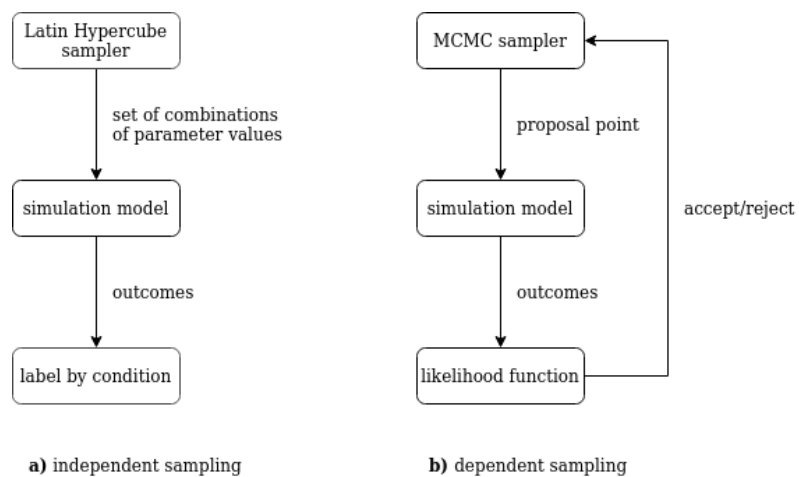 Latin Hypercube
sampler
set of combinations
of parameter values
simulation model
outcomes
label by condition
a) independent sampling
MCMC sampler
proposal point
simulation model
accept/reject
outcomes
likelihood function
b) dependent sampling